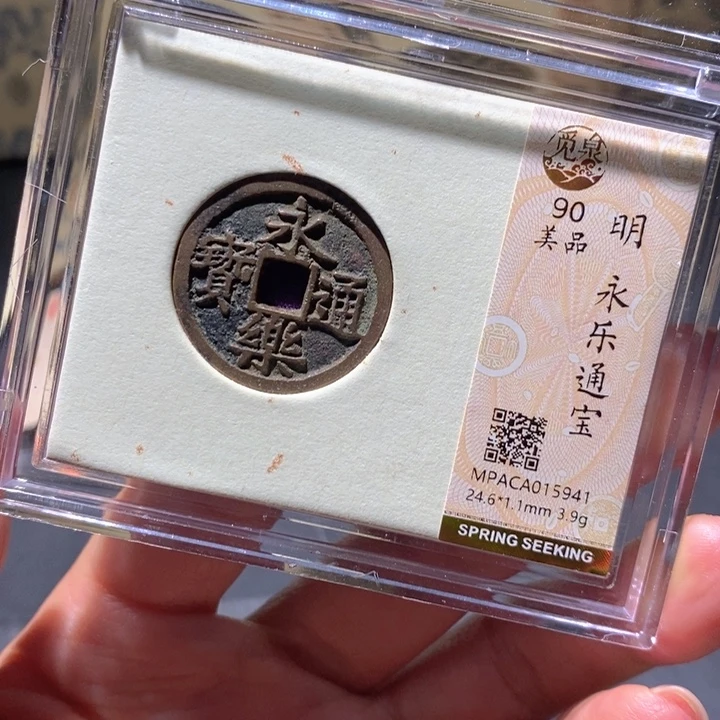 永樂通寶
觅泉
90
美品
明
永乐通宝
MPACA015941
24.6*1.1mm 3.9g
SPRING SEEKING